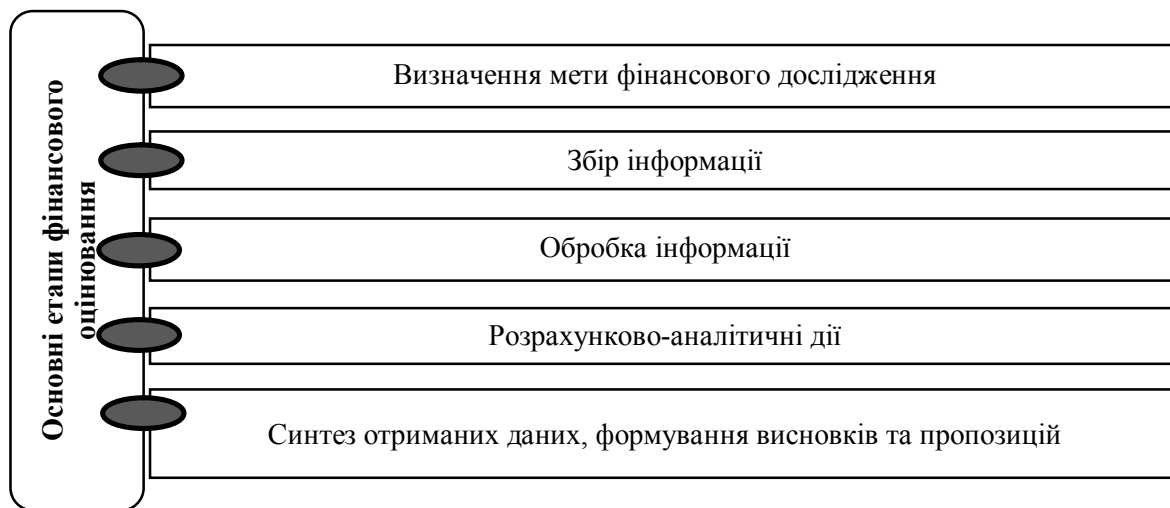 Основні етапи фінансового
оцінювання
Визначення мети фінансового дослідження
Збір інформації
Обробка інформації
Розрахунково-аналітичні дії
Синтез отриманих даних, формування висновків та пропозицій